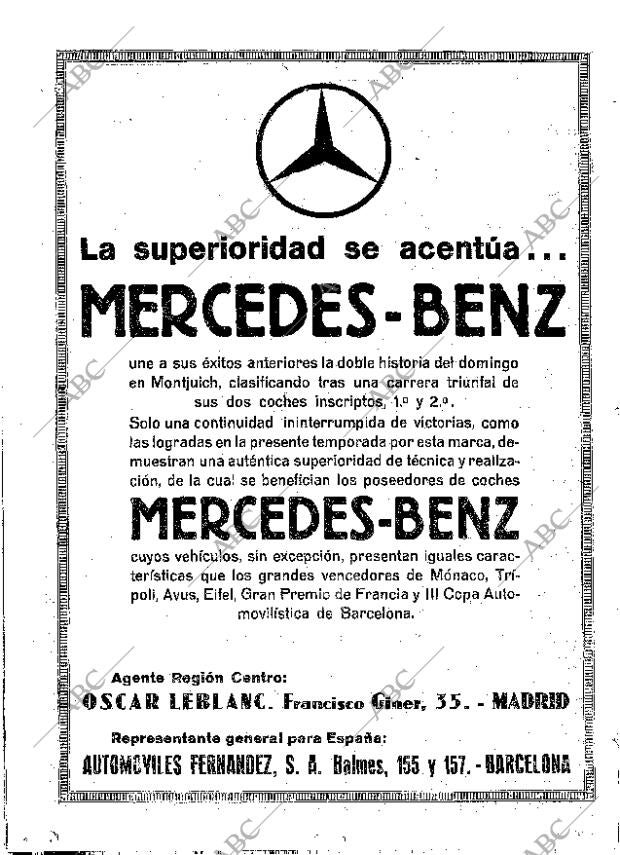 La superioridad se acentúa...
MERCEDES-BENZ
une a sus éxitos anteriores la doble historia del domingo
en Montjuich, clasificando tras una carrera triunfal de
sus dos coches inscriptos, 1.º y 2.º.
Solo una continuidad ininterrumpida de victorias, como
las logradas en la presente temporada por esta marca, de-
muestran una auténtica superioridad de técnica y realiza-
ción, de la cual se benefician los poseedores de coches
MERCEDES-BENZ
cuyos vehículos, sin excepción, presentan iguales carac-
terísticas que los grandes vencedores de Mónaco, Trí-
poli, Avus, Eifel, Gran Premio de Francia y III Copa Auto-
movilística de Barcelona.
Agente Región Centro:
OSCAR LEBLANC. Francisco Giner, 35. - MADRID
Representante general para España:
AUTOMOVILES FERNANDEZ, S. A. Balmes, 155 y 157. - BARCELONA